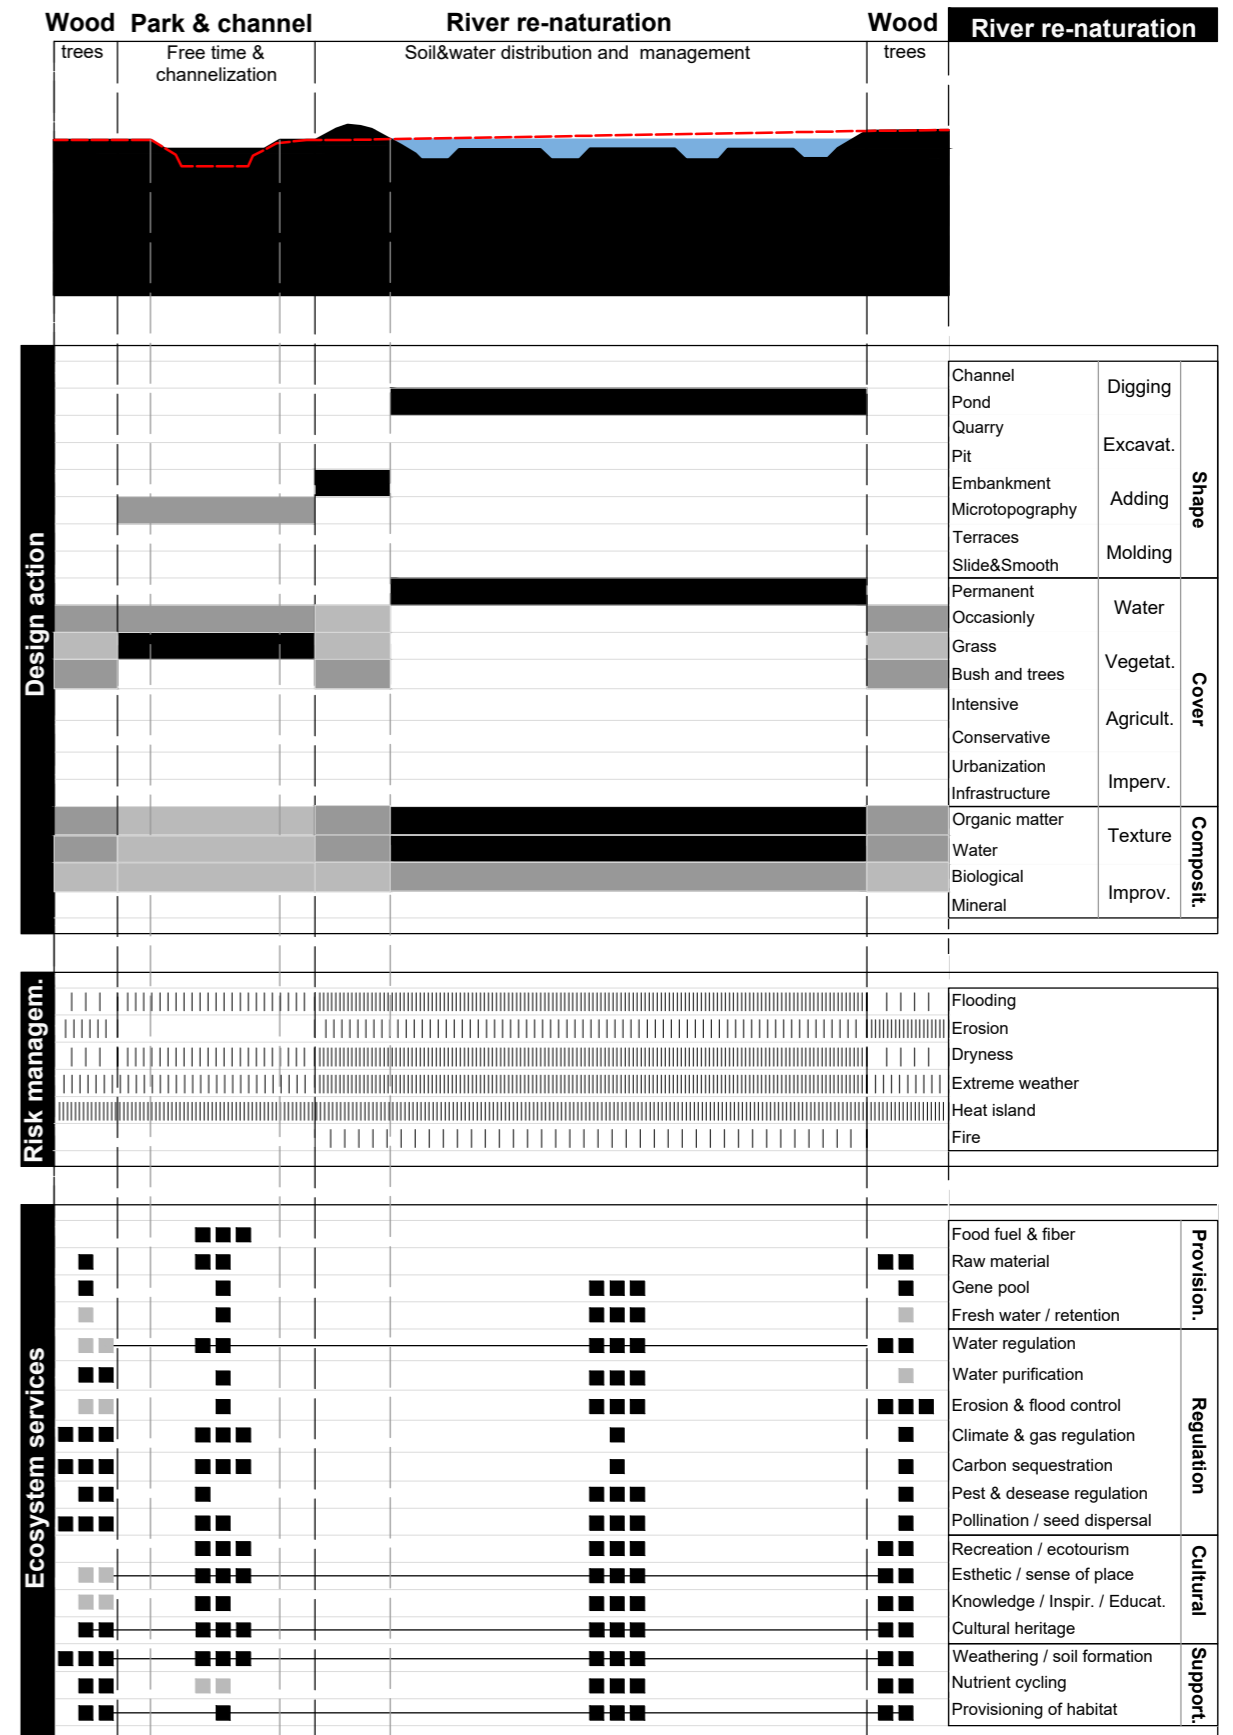 Wood Park & channel River re-naturation Wood River re-naturation
trees Free time & Soil&water distribution and management trees
channelization
Design action
Channel
Digging
Pond
Quarry
Excavat.
Pit
Embankment
Adding
Microtopography
Terraces
Molding
Slide&Smooth
Shape
Permanent
Water
Occasionly
Grass
Vegetat.
Bush and trees
Intensive
Agricult.
Conservative
Urbanization
Imperv.
Infrastructure
Cover
Organic matter
Texture
Water
Biological
Improv.
Mineral
Composit.
Risk managem.
Flooding
Erosion
Dryness
Extreme weather
Heat island
Fire
Ecosystem services
Food fuel & fiber
Raw material
Gene pool
Fresh water / retention
Provision.
Water regulation
Water purification
Erosion & flood control
Climate & gas regulation
Carbon sequestration
Pest & desease regulation
Pollination / seed dispersal
Regulation
Recreation / ecotourism
Esthetic / sense of place
Knowledge / Inspir. / Educat.
Cultural heritage
Cultural
Weathering / soil formation
Nutrient cycling
Provisioning of habitat
Support.